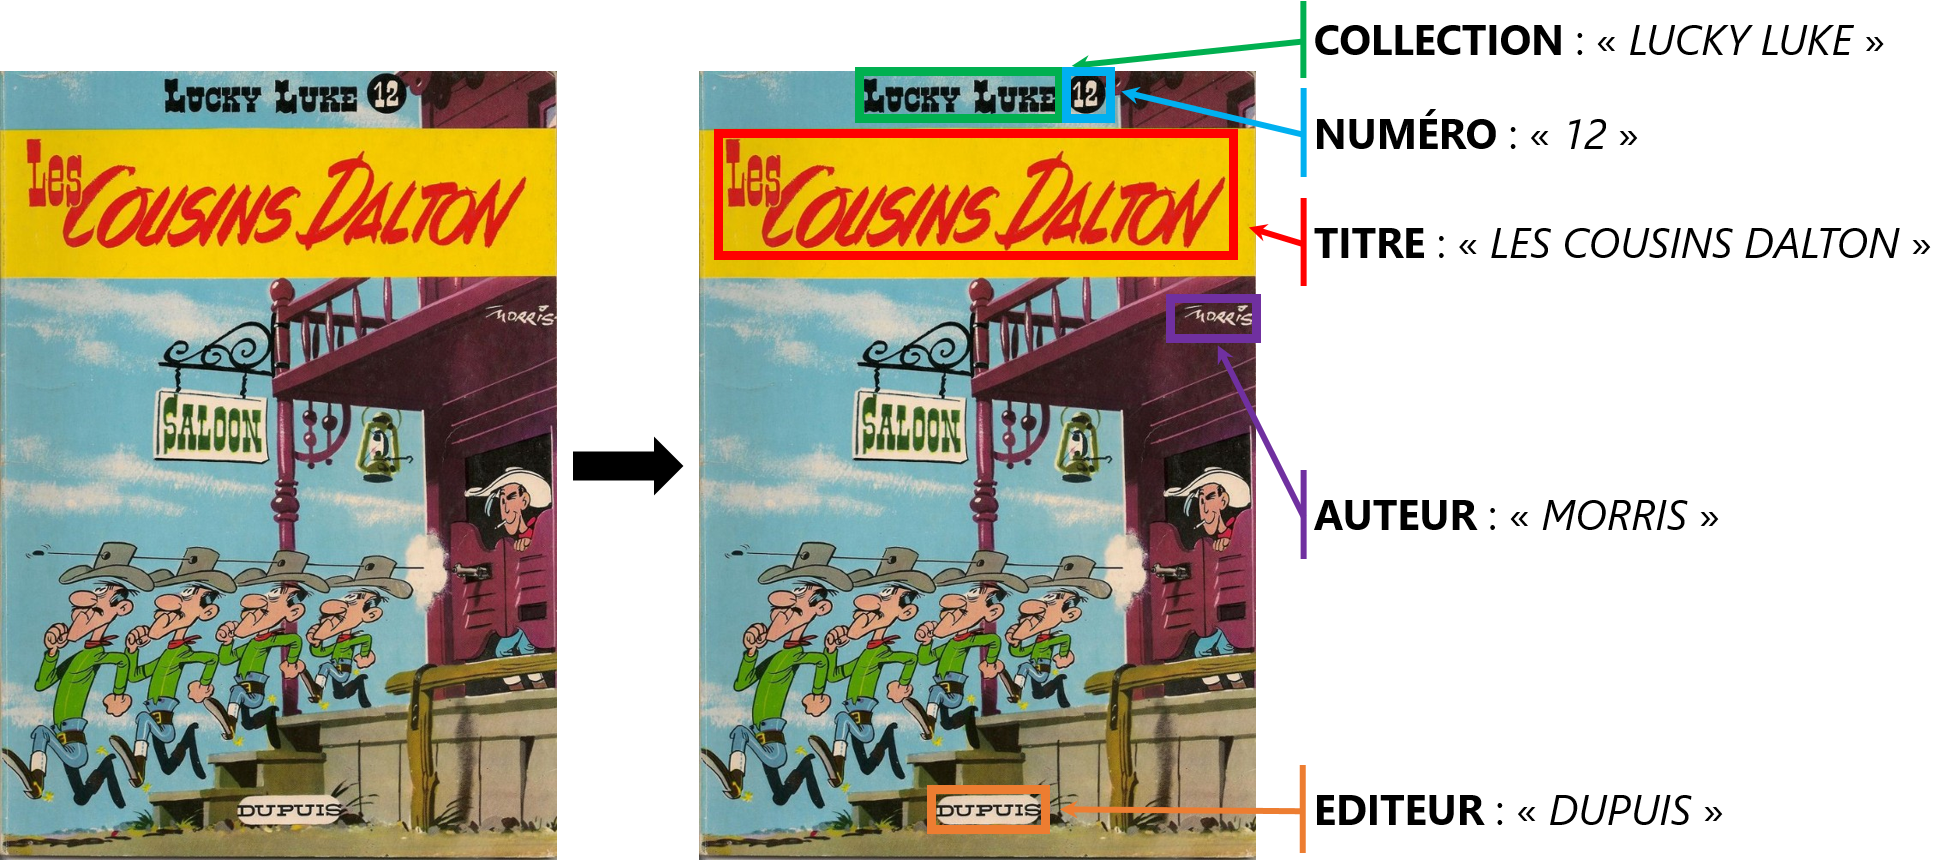 LUCKY LUKE 12
Les COUSINS DALTON
MORRIS
SALOON
DUPUIS
LUCKY LUKE 12
Les COUSINS DALTON
MORRIS
SALOON
DUPUIS
COLLECTION : « LUCKY LUKE »
NUMÉRO : « 12 »
TITRE : « LES COUSINS DALTON »
AUTEUR : « MORRIS »
EDITEUR : « DUPUIS »